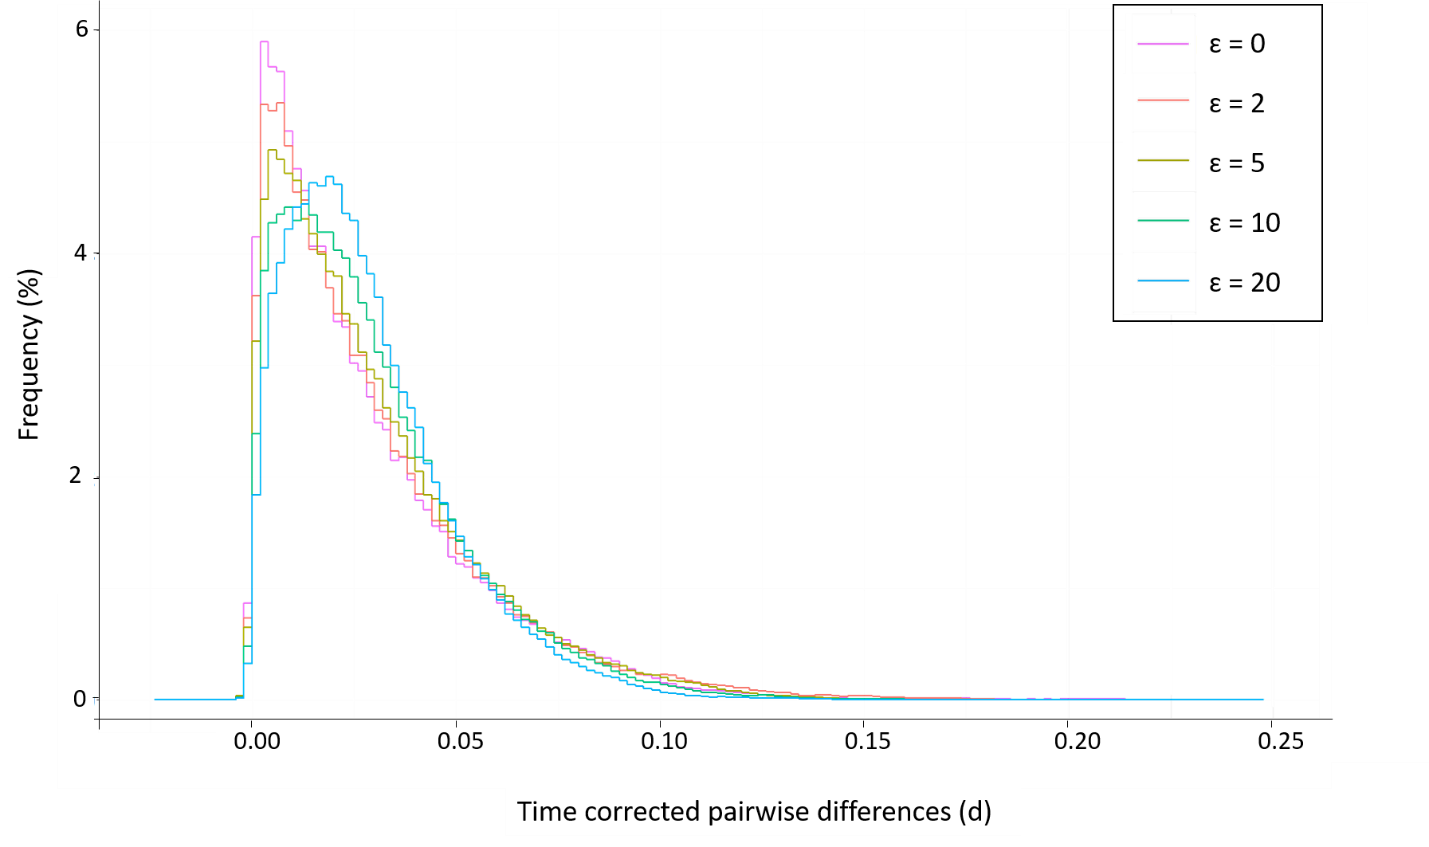 6
4
2
0
Frequency (%)
0.00 0.05 0.10 0.15 0.20 0.25
Time corrected pairwise differences (d)
ε = 0
ε = 2
ε = 5
ε = 10
ε = 20